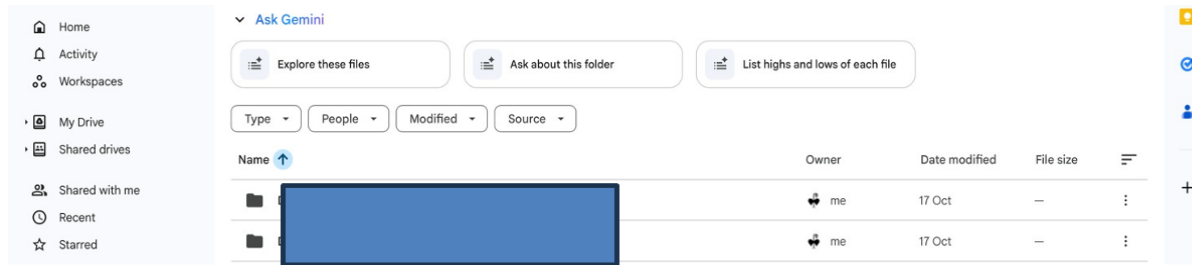 Home
Activity
Workspaces
My Drive
Shared drives
Shared with me
Recent
Starred
Ask Gemini
Explore these files
Ask about this folder
List highs and lows of each file
Type
People
Modified
Source
Name Owner Date modified File size
me 17 Oct —
me 17 Oct —